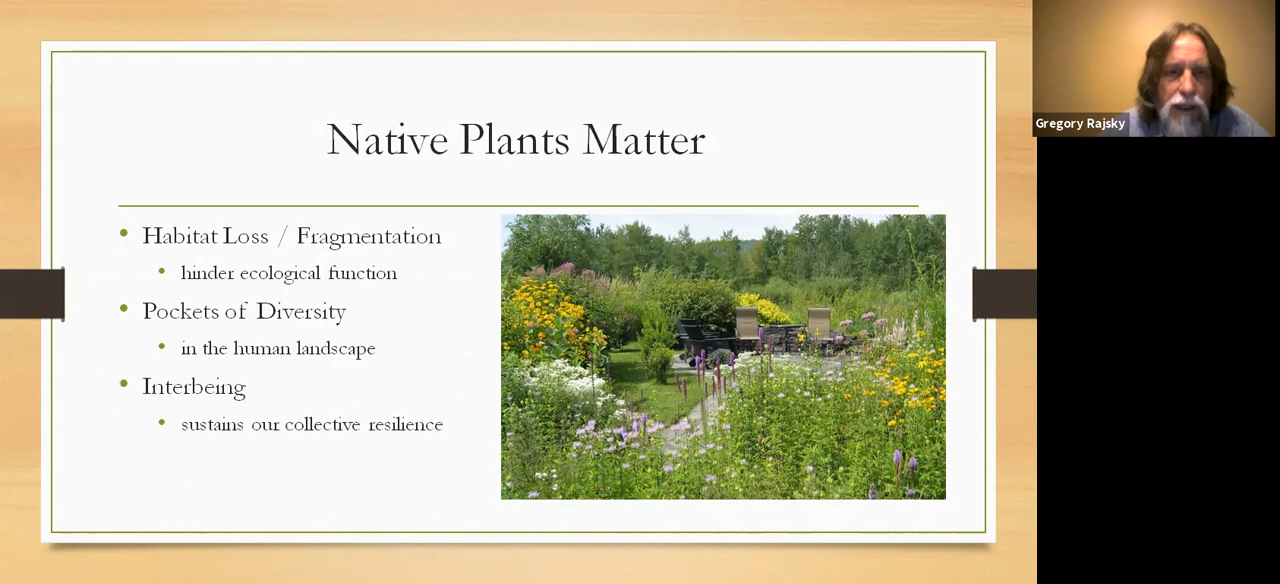 Native Plants Matter
Habitat Loss / Fragmentation
hinder ecological function
Pockets of Diversity
in the human landscape
Interbeing
sustains our collective resilience
Gregory Rajsky